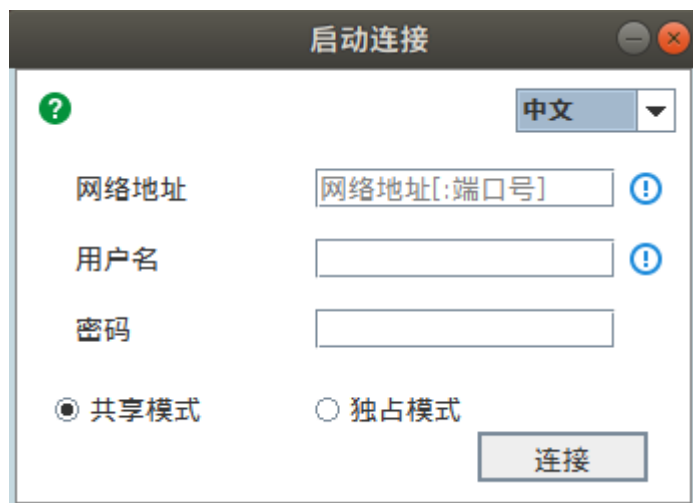 启动连接
中文
网络地址 网络地址[:端口号]
用户名
密码
共享模式 独占模式
连接